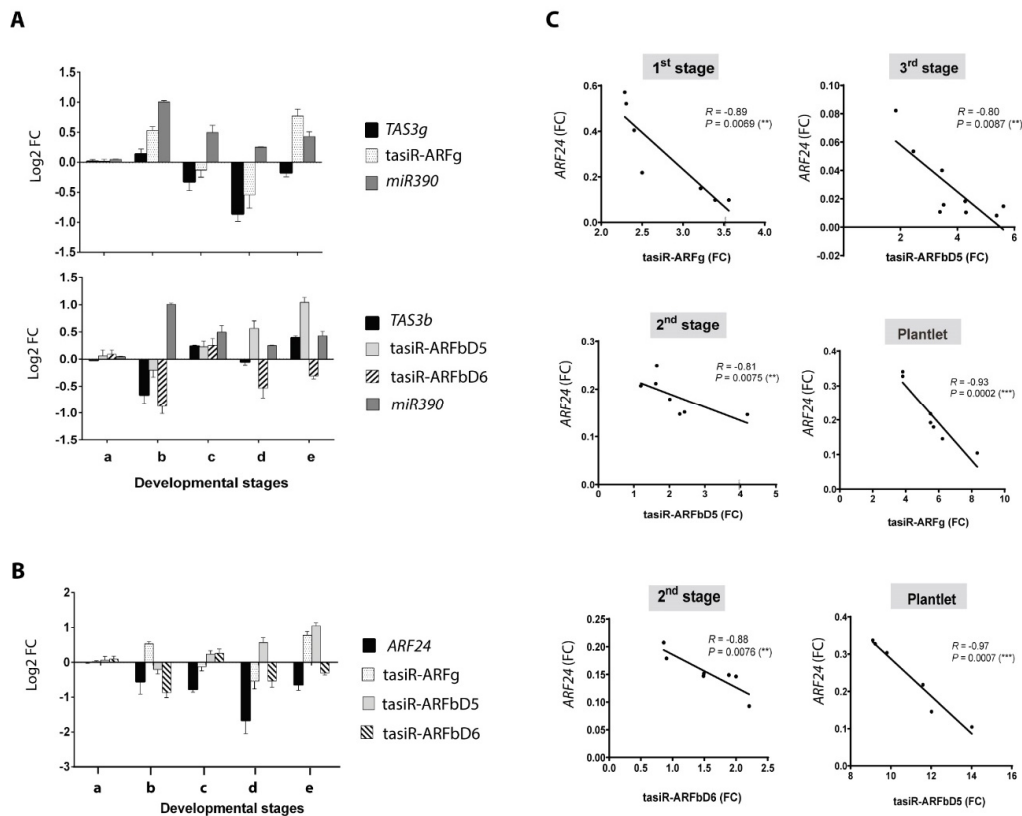 A
1.5
1.0
0.5
0.0
-0.5
-1.0
-1.5
Log2 FC
TAS3g
tasiR-ARFg
miR390
1.5
1.0
0.5
0.0
-0.5
-1.0
-1.5
Log2 FC
a b c d e
Developmental stages
TAS3b
tasiR-ARFbD5
tasiR-ARFbD6
miR390
B
2
1
0
-1
-2
-3
Log2 FC
a b c d e
Developmental stages
ARF24
tasiR-ARFg
tasiR-ARFbD5
tasiR-ARFbD6
C
1st stage
R = -0.89
P = 0.0069 (**)
ARF24 (FC)
0.6
0.4
0.2
0.0
2.0 2.5 3.0 3.5 4.0
tasiR-ARFg (FC)
3rd stage
R = -0.80
P = 0.0087 (**)
ARF24 (FC)
0.10
0.08
0.06
0.04
0.02
0.00
-0.02
2 4 6
tasiR-ARFbD5 (FC)
2nd stage
R = -0.81
P = 0.0075 (**)
ARF24 (FC)
0.3
0.2
0.1
0.0
0 1 2 3 4 5
tasiR-ARFbD5 (FC)
Plantlet
R = -0.93
P = 0.0002 (***)
ARF24 (FC)
0.4
0.3
0.2
0.1
0.0
2 4 6 8 10
tasiR-ARFg (FC)
2nd stage
R = -0.88
P = 0.0076 (**)
ARF24 (FC)
0.25
0.20
0.15
0.10
0.05
0.00
0.0 0.5 1.0 1.5 2.0 2.5
tasiR-ARFbD6 (FC)
Plantlet
R = -0.97
P = 0.0007 (***)
ARF24 (FC)
0.4
0.3
0.2
0.1
0.0
8 10 12 14 16
tasiR-ARFbD5 (FC)